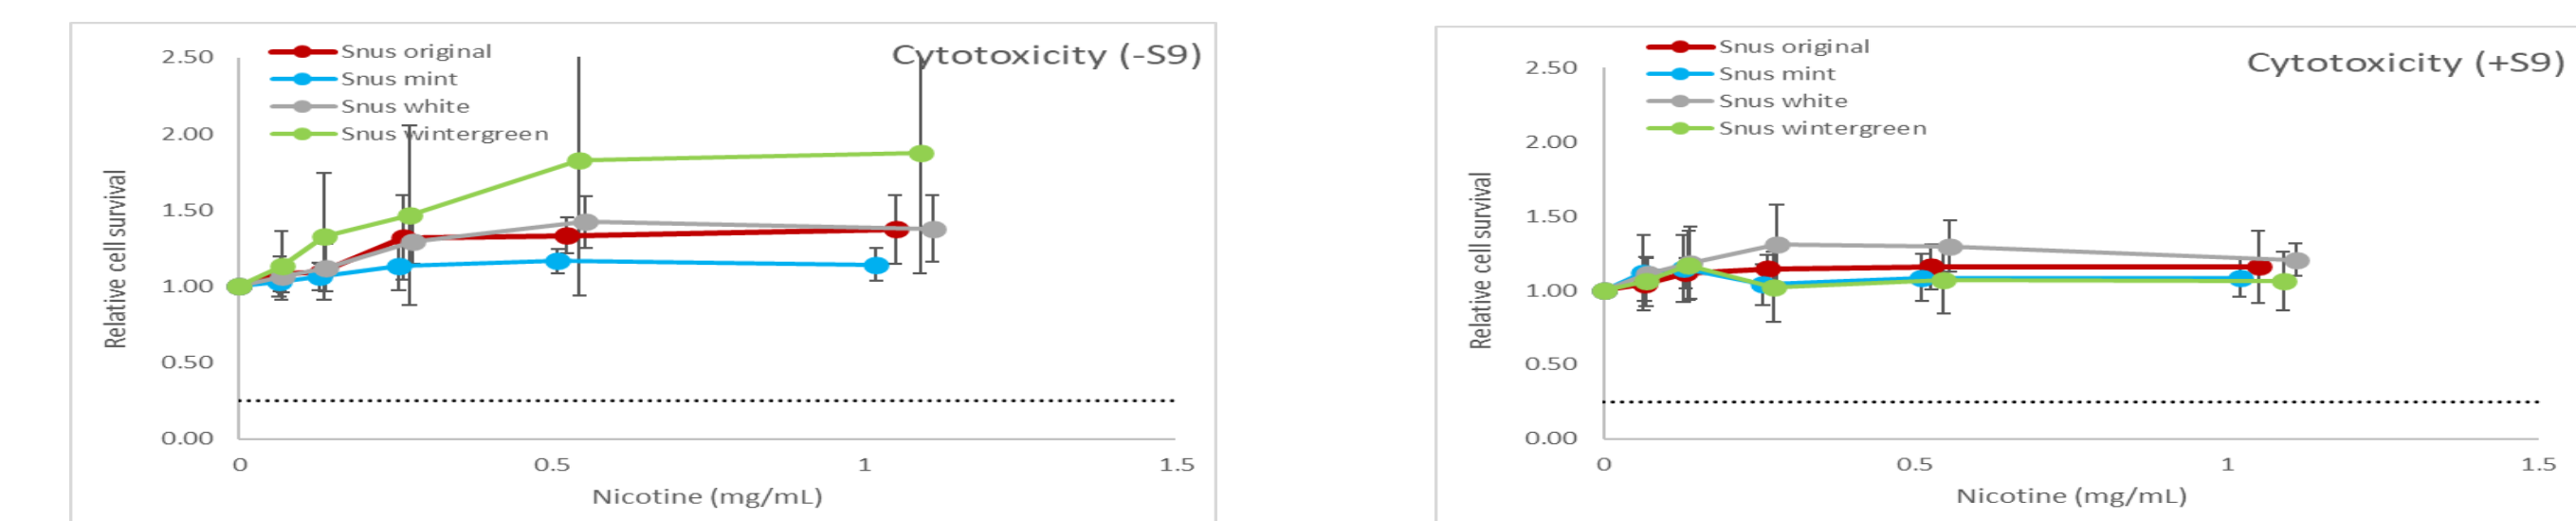 Cytotoxicity (-S9)
Snus original
Snus mint
Snus white
Snus wintergreen
2.50
2.00
1.50
1.00
0.50
0.00
Relative cell survival
0
0.5
1
1.5
Nicotine (mg/mL)
Cytotoxicity (+S9)
Snus original
Snus mint
Snus white
Snus wintergreen
2.50
2.00
1.50
1.00
0.50
0.00
Relative cell survival
0
0.5
1
1.5
Nicotine (mg/mL)